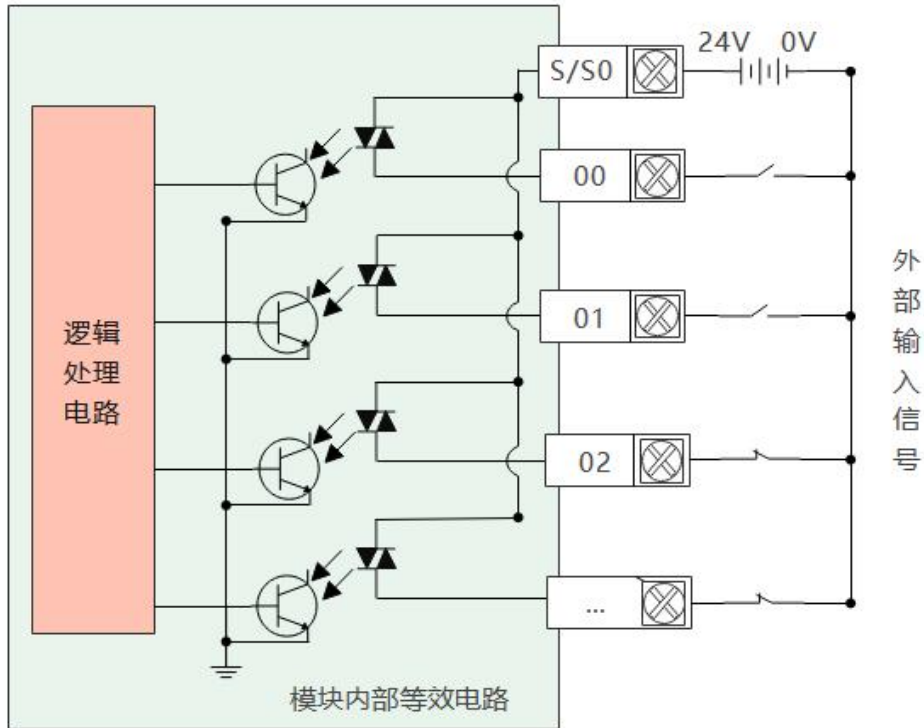 24V 0V
S/S0
00
01
02
...
逻辑
处理
电路
外
部
输
入
信
号
模块内部等效电路